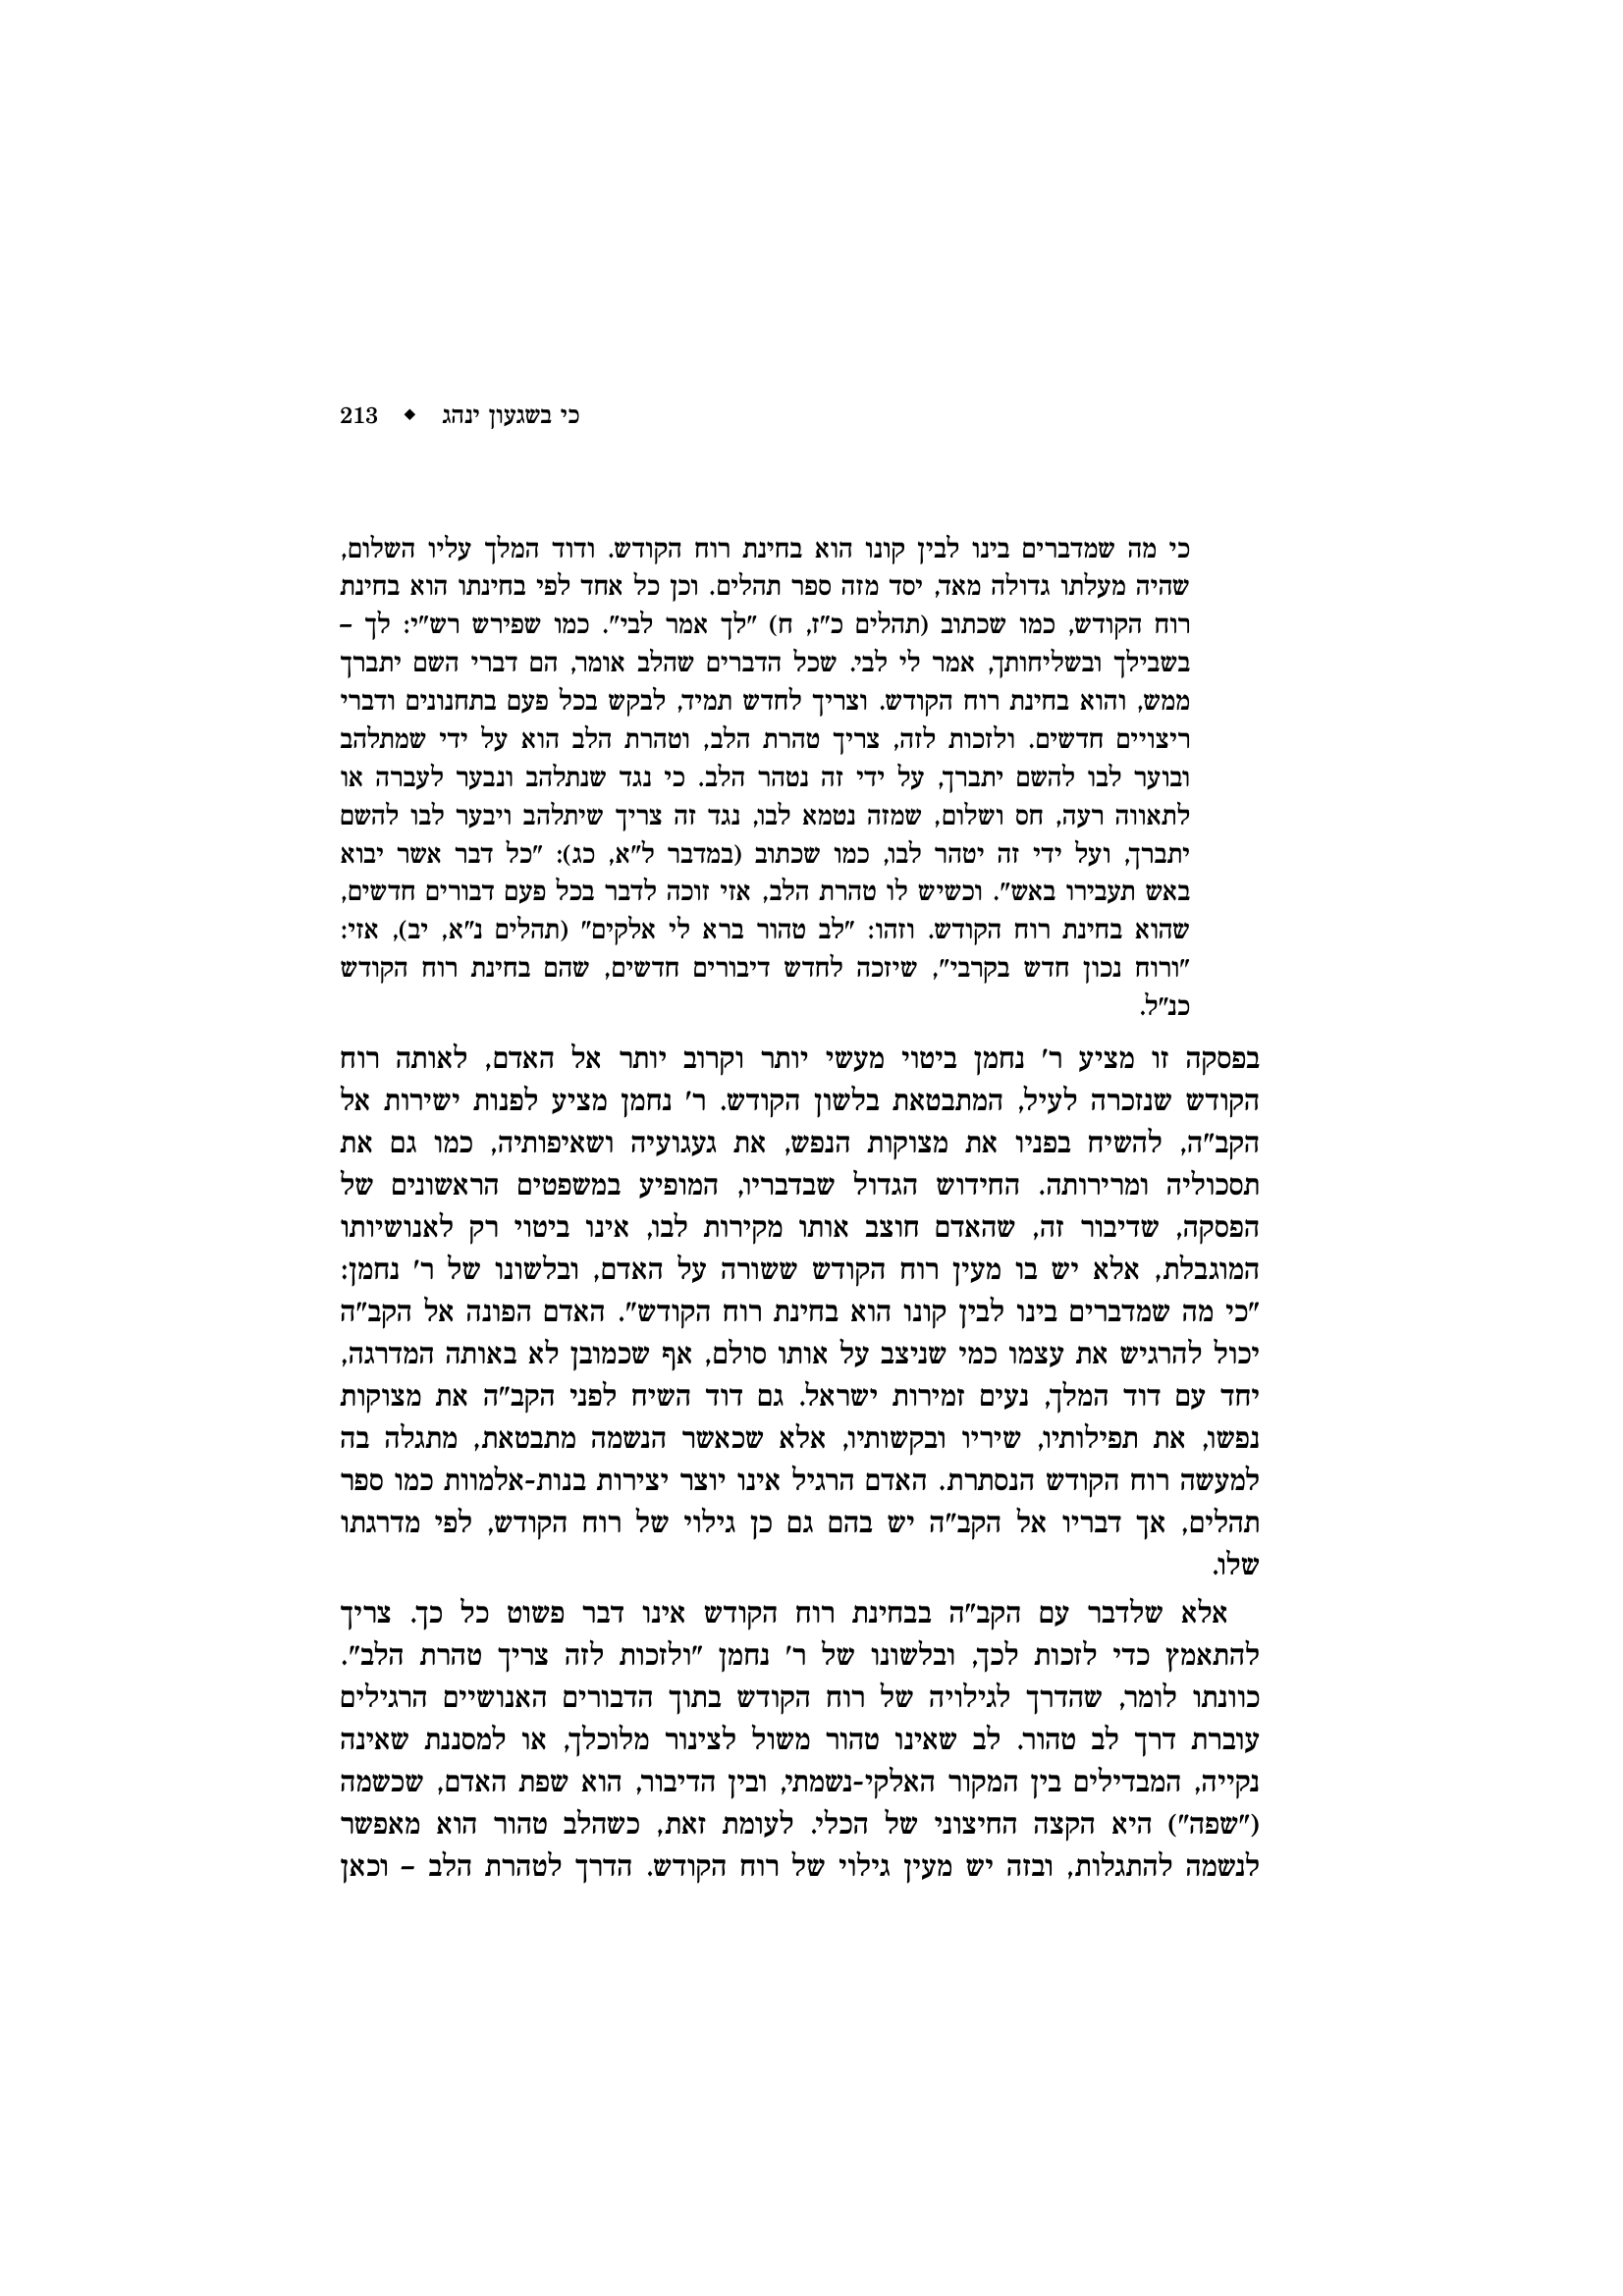 כי בשגעון ינהג ◆ 213
כי מה שמדברים בינו לבין קונו הוא בחינת רוח הקודש. ודוד המלך עליו השלום,
שהיה מעלתו גדולה מאד, יסד מזה ספר תהלים. וכן כל אחד לפי בחינתו הוא בחינת
רוח הקודש, כמו שכתוב (תהלים כ"ז, ח) "לך אמר לבי". כמו שפירש רש"י: לך –
בשבילך ובשליחותך, אמר לי לבי. שכל הדברים שהלב אומר, הם דברי השם יתברך
ממש, והוא בחינת רוח הקודש. וצריך לחדש תמיד, לבקש בכל פעם בתחנונים ודברי
ריצויים חדשים. ולזכות לזה, צריך טהרת הלב, וטהרת הלב הוא על ידי שמתלהב
ובוער לבו להשם יתברך, על ידי זה נטהר הלב. כי נגד שנתלהב ונבער לעברה או
לתאווה רעה, חס ושלום, שמזה נטמא לבו, נגד זה צריך שיתלהב ויבער לבו להשם
יתברך, ועל ידי זה יטהר לבו, כמו שכתוב (במדבר ל"א, כג): "כל דבר אשר יבוא
באש תעבירו באש". וכשיש לו טהרת הלב, אזי זוכה לדבר בכל פעם דבורים חדשים,
שהוא בחינת רוח הקודש. וזהו: "לב טהור ברא לי אלקים" (תהלים נ"א, יב), אזי:
"ורוח נכון חדש בקרבי", שיזכה לחדש דיבורים חדשים, שהם בחינת רוח הקודש
כנ"ל.
בפסקה זו מציע ר' נחמן ביטוי מעשי יותר וקרוב יותר אל האדם, לאותה רוח
הקודש שנזכרה לעיל, המתבטאת בלשון הקודש. ר' נחמן מציע לפנות ישירות אל
הקב"ה, להשיח בפניו את מצוקות הנפש, את געגועיה ושאיפותיה, כמו גם את
תסכוליה ומרירותה. החידוש הגדול שבדבריו, המופיע במשפטים הראשונים של
הפסקה, שדיבור זה, שהאדם חוצב אותו מקירות לבו, אינו ביטוי רק לאנושיותו
המוגבלת, אלא יש בו מעין רוח הקודש ששורה על האדם, ובלשונו של ר' נחמן:
"כי מה שמדברים בינו לבין קונו הוא בחינת רוח הקודש". האדם הפונה אל הקב"ה
יכול להרגיש את עצמו כמי שניצב על אותו סולם, אף שכמובן לא באותה המדרגה,
יחד עם דוד המלך, נעים זמירות ישראל. גם דוד השיח לפני הקב"ה את מצוקות
נפשו, את תפילותיו, שיריו ובקשותיו, אלא שכאשר הנשמה מתבטאת, מתגלה בה
למעשה רוח הקודש הנסתרת. האדם הרגיל אינו יוצר יצירות בנות-אלמוות כמו ספר
תהלים, אך דבריו אל הקב"ה יש בהם גם כן גילוי של רוח הקודש, לפי מדרגתו
שלו.
אלא שלדבר עם הקב"ה בבחינת רוח הקודש אינו דבר פשוט כל כך. צריך
להתאמץ כדי לזכות לכך, ובלשונו של ר' נחמן "ולזכות לזה צריך טהרת הלב".
כוונתו לומר, שהדרך לגילויה של רוח הקודש בתוך הדבורים האנושיים הרגילים
עוברת דרך לב טהור. לב שאינו טהור משול לצינור מלוכלך, או למסננת שאינה
נקייה, המבדילים בין המקור האלקי-נשמתי, ובין הדיבור, הוא שפת האדם, שכשמה
("שפה") היא הקצה החיצוני של הכלי. לעומת זאת, כשהלב טהור הוא מאפשר
לנשמה להתגלות, ובזה יש מעין גילוי של רוח הקודש. הדרך לטהרת הלב – וכאן